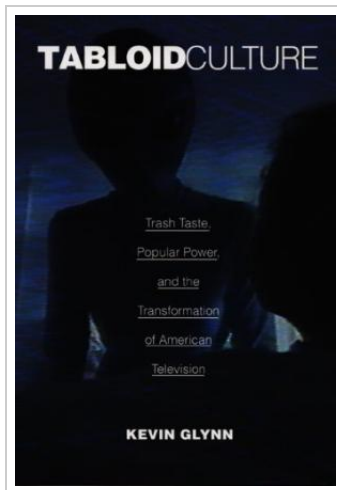 TABLOIDCULTURE
Trash Taste,
Popular Power,
and the
Transformation
of American
Television
KEVIN GLYNN